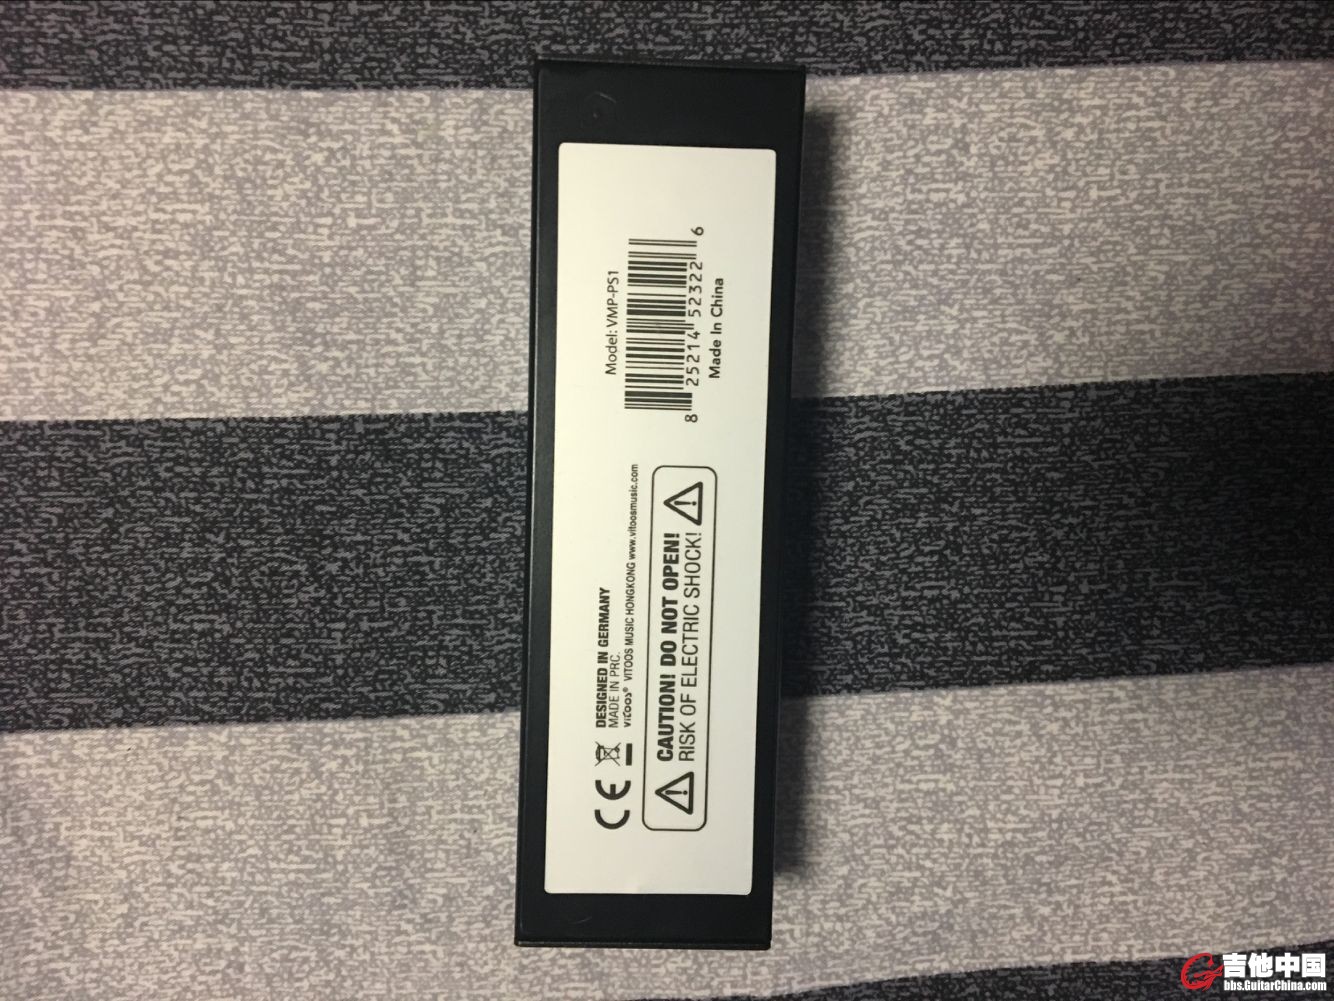 CE
DESIGNED IN GERMANY
MADE IN PRC.
vitoos® VITOOS MUSIC HONGKONG www.vitoosmusic.com
CAUTION! DO NOT OPEN!
RISK OF ELECTRIC SHOCK!
Model: VMP-PS1
8 25214 52322 6
Made In China
吉他中国
bbs.GuitarChina.com